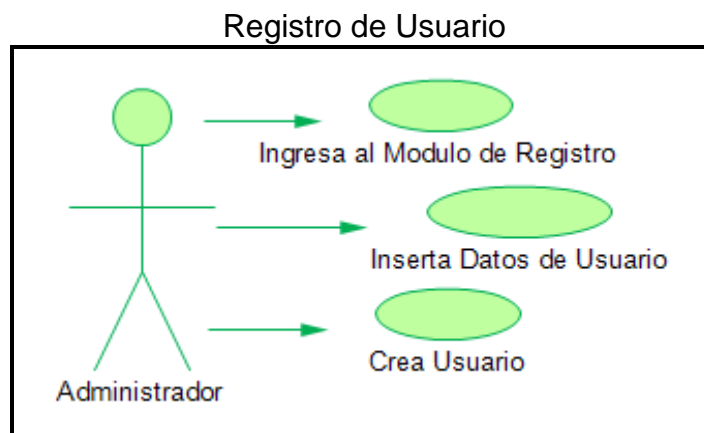 Registro de Usuario
Ingresa al Modulo de Registro
Inserta Datos de Usuario
Crea Usuario
Administrador